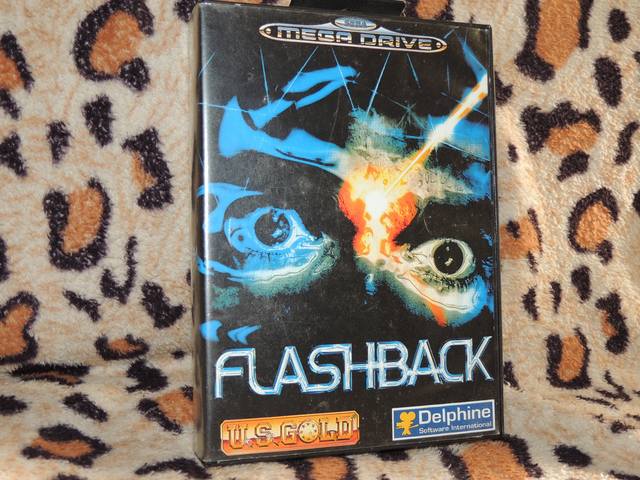 SEGA
MEGA DRIVE
FLASHBACK
U.S. GOLD
Delphine
Software International